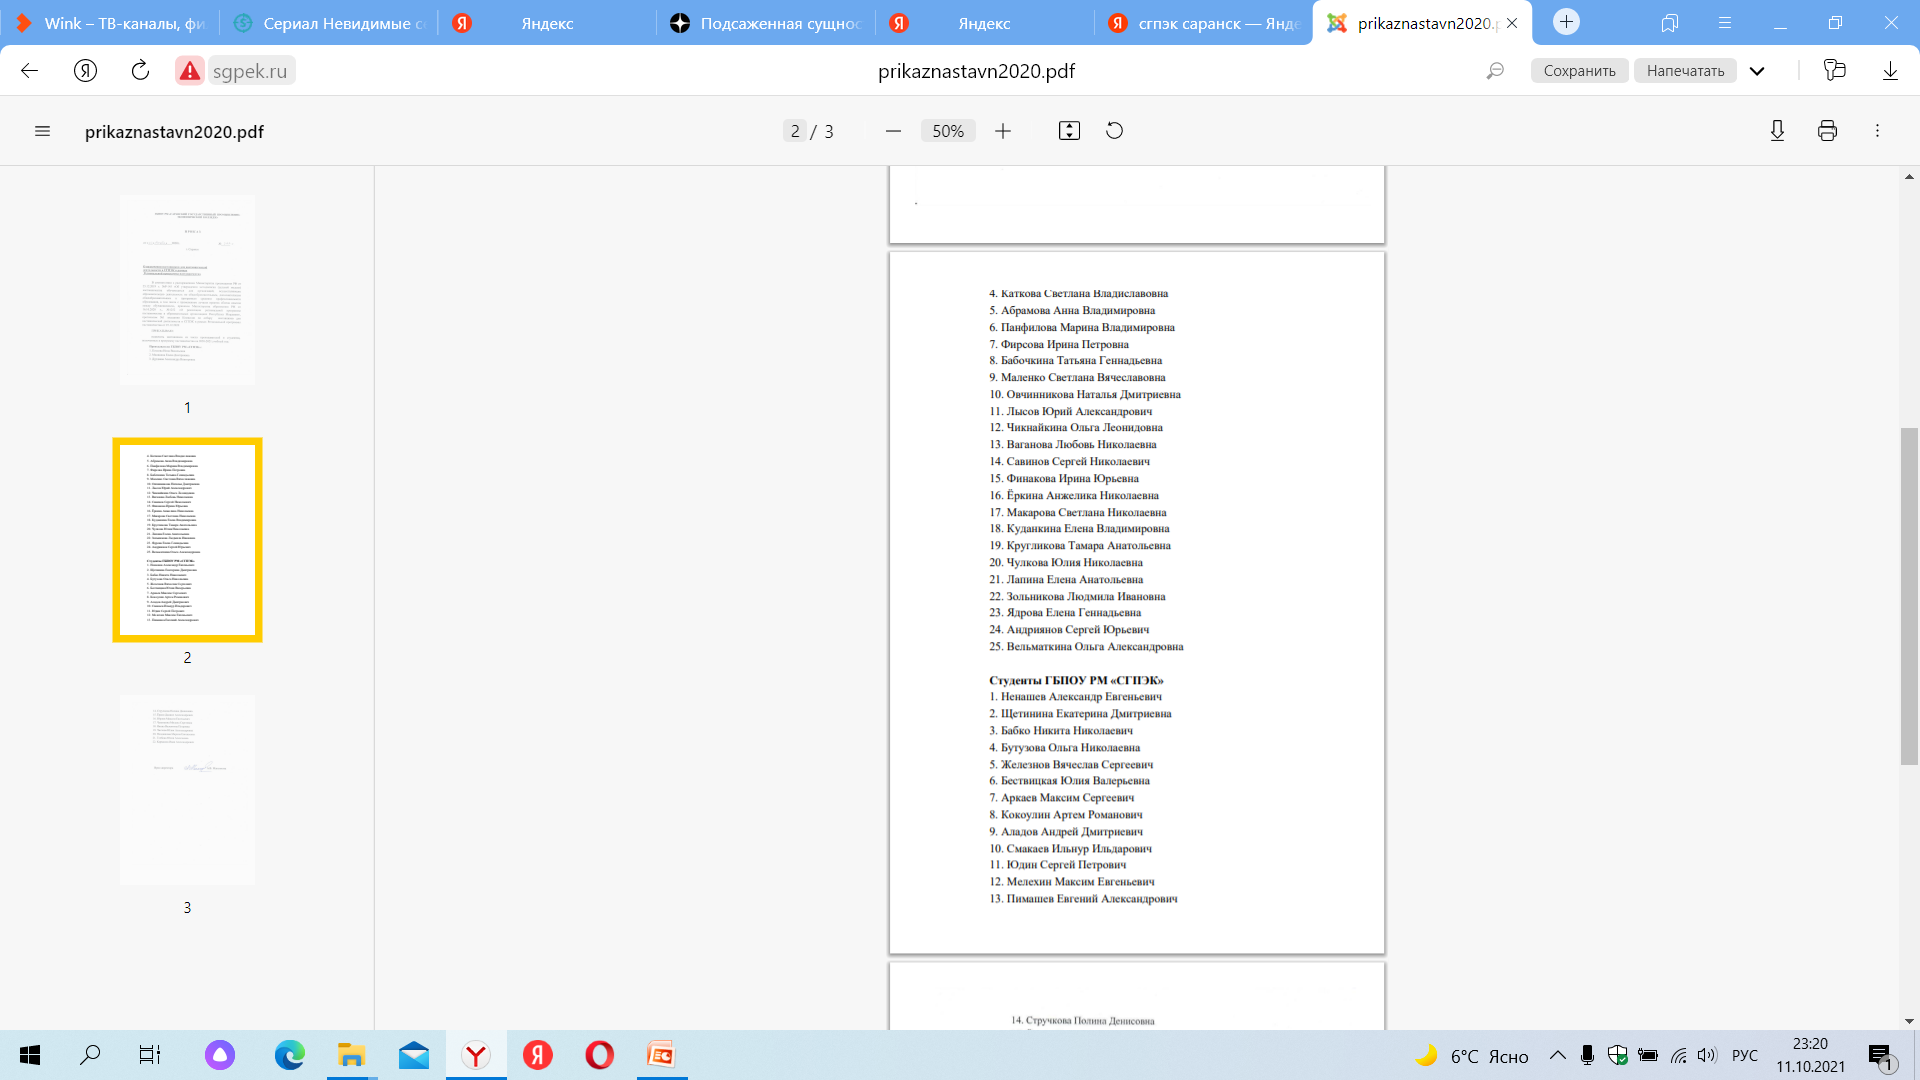 Wink – ТВ-каналы, фи
Сериал Невидимые се
Яндекс
Подсаженная сущнос
Яндекс
сгпэк саранск — Янде
prikaznastavn2020.p
sgpek.ru
prikaznastavn2020.pdf
Сохранить
Напечатать
prikaznastavn2020.pdf
2 / 3
50%
1
2
3
4. Каткова Светлана Владиславовна
5. Абрамова Анна Владимировна
6. Панфилова Марина Владимировна
7. Фирсова Ирина Петровна
8. Бабочкина Татьяна Геннадьевна
9. Маленко Светлана Вячеславовна
10. Овчинникова Наталья Дмитриевна
11. Лысов Юрий Александрович
12. Чикнайкина Ольга Леонидовна
13. Ваганова Любовь Николаевна
14. Савинов Сергей Николаевич
15. Финакова Ирина Юрьевна
16. Ёркина Анжелика Николаевна
17. Макарова Светлана Николаевна
18. Куданкина Елена Владимировна
19. Кругликова Тамара Анатольевна
20. Чулкова Юлия Николаевна
21. Лапина Елена Анатольевна
22. Зольникова Людмила Ивановна
23. Ядрова Елена Геннадьевна
24. Андриянов Сергей Юрьевич
25. Вельматкина Ольга Александровна
Студенты ГБПОУ РМ «СГПЭК»
1. Ненашев Александр Евгеньевич
2. Щетинина Екатерина Дмитриевна
3. Бабко Никита Николаевич
4. Бутузова Ольга Николаевна
5. Железнов Вячеслав Сергеевич
6. Бествицкая Юлия Валерьевна
7. Аркаев Максим Сергеевич
8. Кокоулин Артем Романович
9. Аладов Андрей Дмитриевич
10. Смакаев Ильнур Ильдарович
11. Юдин Сергей Петрович
12. Мелехин Максим Евгеньевич
13. Пимашев Евгений Александрович
14. Стручкова Полина Денисовна
6°C Ясно
РУС
23:20
11.10.2021
1